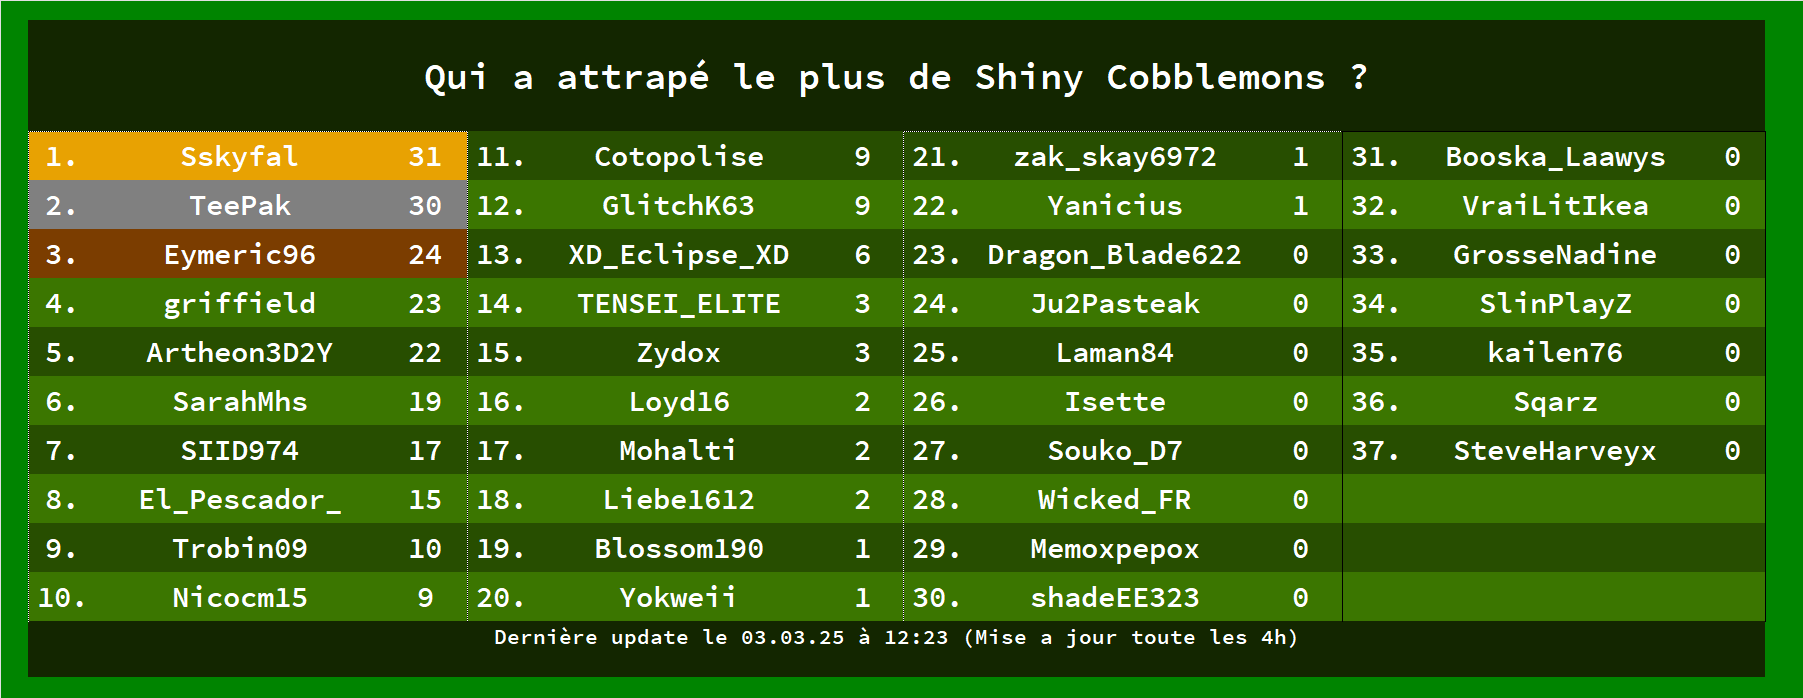 Qui a attrapé le plus de Shiny Cobblemons ?
1. Sskyfal 31
2. TeePak 30
3. Eymeric96 24
4. griffield 23
5. Artheon3D2Y 22
6. SarahMhs 19
7. SIID974 17
8. El_Pescador_ 15
9. Trobin09 10
10. Nicocm15 9
11. Cotopolise 9
12. GlitchK63 9
13. XD_Eclipse_XD 6
14. TENSEI_ELITE 3
15. Zydox 3
16. Loyd16 2
17. Mohalti 2
18. Liebe1612 2
19. Blossom190 1
20. Yokweii 1
21. zak_skay6972 1
22. Yanicius 1
23. Dragon_Blade622 0
24. Ju2Pasteak 0
25. Laman84 0
26. Isette 0
27. Souko_D7 0
28. Wicked_FR 0
29. Memoxpepox 0
30. shadeEE323 0
31. Booska_Laawys 0
32. VraiLitIkea 0
33. GrosseNadine 0
34. SlinPlayZ 0
35. kailen76 0
36. Sqarz 0
37. SteveHarveyx 0
Dernière update le 03.03.25 à 12:23 (Mise a jour toute les 4h)